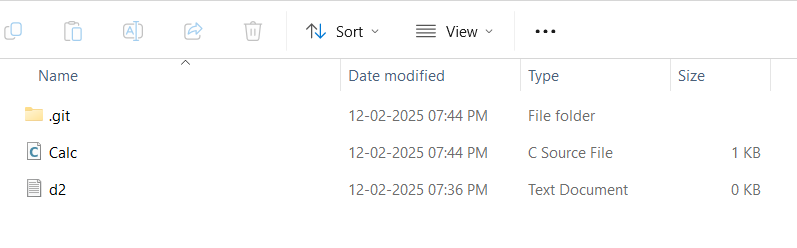 Sort View ...
Name Date modified Type Size
.git 12-02-2025 07:44 PM File folder
Calc 12-02-2025 07:44 PM C Source File 1 KB
d2 12-02-2025 07:36 PM Text Document 0 KB